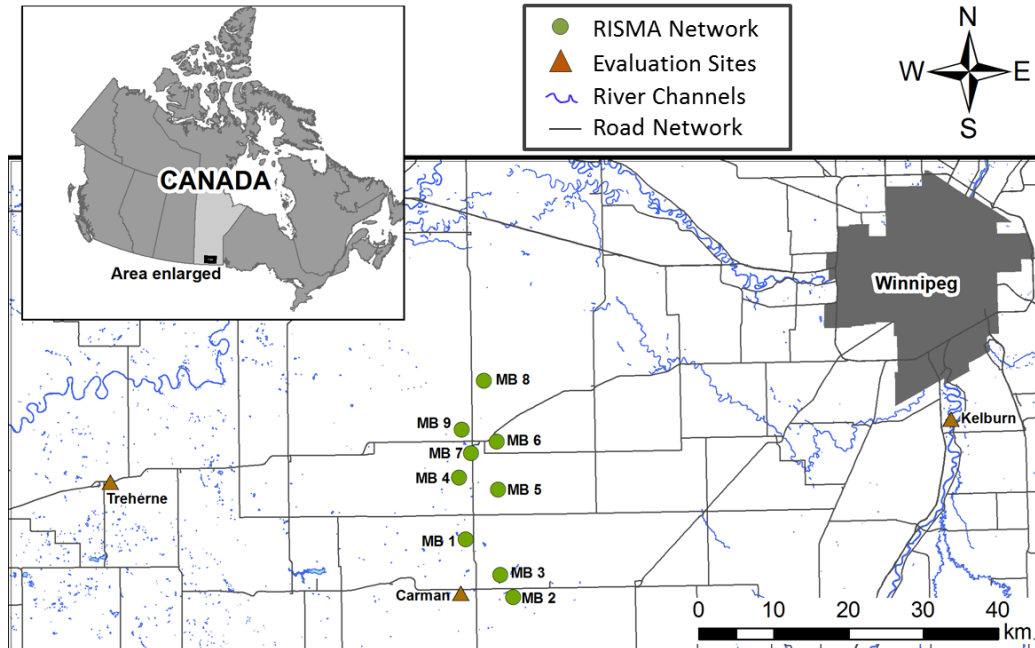 RISMA Network
Evaluation Sites
River Channels
Road Network
N
W
E
S
CANADA
Area enlarged
Winnipeg
MB 8
Kelburn
MB 9
MB 6
MB 7
MB 4
MB 5
Treherne
MB 1
MB 3
Carman
MB 2
0 10 20 30 40
km